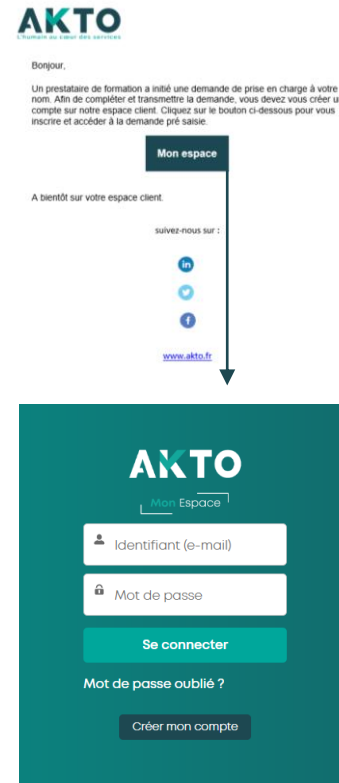 AKTO
L'humain au cœur des services
Bonjour,
Un prestataire de formation a initié une demande de prise en charge à votre
nom. Afin de compléter et transmettre la demande, vous devez vous créer u
compte sur notre espace client. Cliquez sur le bouton ci-dessous pour vous
inscrire et accéder à la demande pré saisie.
Mon espace
A bientôt sur votre espace client.
suivez-nous sur :
in
f
www.akto.fr
AKTO
Mon Espace
Identifiant (e-mail)
Mot de passe
Se connecter
Mot de passe oublié ?
Créer mon compte